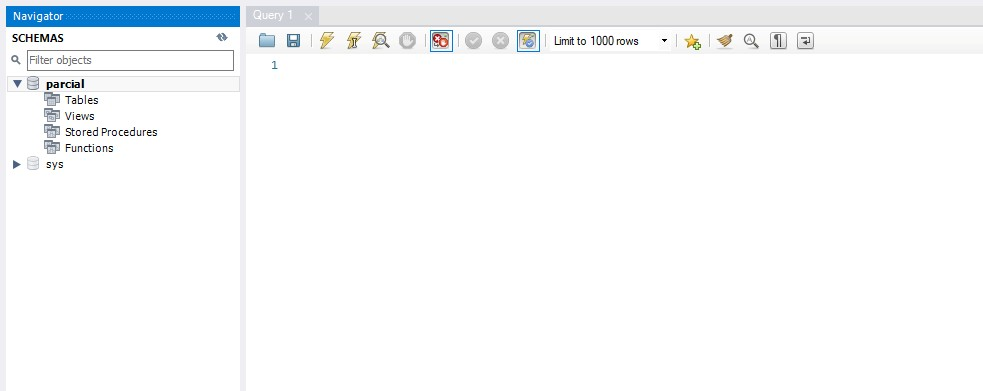 Navigator
SCHEMAS
Filter objects
parcial
Tables
Views
Stored Procedures
Functions
sys
Query 1
Limit to 1000 rows
1